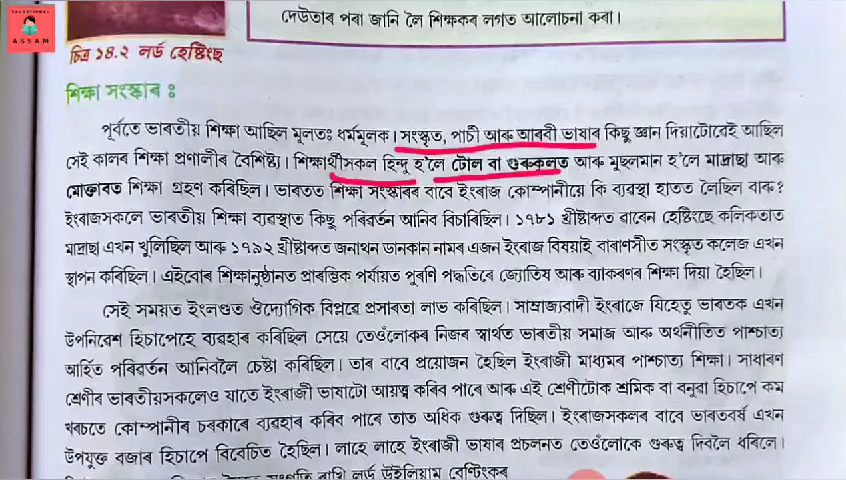 EDUCATIONAL
ASSAM
দেউতাৰ পৰা জানি লৈ শিক্ষকৰ লগত আলোচনা কৰা।
চিত্ৰ ১৪.২ লৰ্ড হেষ্টিংছ
শিক্ষা সংস্কাৰ :
পূৰ্বতে ভাৰতীয় শিক্ষা আছিল মূলতঃ ধৰ্মমূলক। সংস্কৃত, পাৰ্চী আৰু আৰবী ভাষাৰ কিছু জ্ঞান দিয়াটোৱেই আছিল
সেই কালৰ শিক্ষা প্ৰণালীৰ বৈশিষ্ট্য। শিক্ষাৰ্থীসকল হিন্দু হ'লে টোল বা গুৰুকুলত আৰু মুছলমান হ'লে মাদ্ৰাছা আৰু
মোক্তাবত শিক্ষা গ্ৰহণ কৰিছিল। ভাৰতত শিক্ষা সংস্কাৰৰ বাবে ইংৰাজ কোম্পানীয়ে কি ব্যৱস্থা হাতত লৈছিল বাৰু?
ইংৰাজসকলে ভাৰতীয় শিক্ষা ব্যৱস্থাত কিছু পৰিৱৰ্তন আনিব বিচাৰিছিল। ১৭৮১ খ্ৰীষ্টাব্দত ৱাৰেন হেষ্টিংছে কলিকতাত
মাদ্ৰাছা এখন খুলিছিল আৰু ১৭৯২ খ্ৰীষ্টাব্দত জনাথন ডানকান নামৰ এজন ইংৰাজ বিষয়াই বাৰাণসীত সংস্কৃত কলেজ এখন
স্থাপন কৰিছিল। এইবোৰ শিক্ষানুষ্ঠানত প্ৰাৰম্ভিক পৰ্যায়ত পুৰণি পদ্ধতিৰে জ্যোতিষ আৰু ব্যাকৰণৰ শিক্ষা দিয়া হৈছিল।
সেই সময়ত ইংলণ্ডত ঔদ্যোগিক বিপ্লৱে প্ৰসাৰতা লাভ কৰিছিল। সাম্ৰাজ্যবাদী ইংৰাজে যিহেতু ভাৰতক এখন
উপনিৱেশ হিচাপেহে ব্যৱহাৰ কৰিছিল সেয়ে তেওঁলোকৰ নিজৰ স্বাৰ্থত ভাৰতীয় সমাজ আৰু অৰ্থনীতিত পাশ্চাত্য
আৰ্হিত পৰিৱৰ্তন আনিবলৈ চেষ্টা কৰিছিল। তাৰ বাবে প্ৰয়োজন হৈছিল ইংৰাজী মাধ্যমৰ পাশ্চাত্য শিক্ষা। সাধাৰণ
শ্ৰেণীৰ ভাৰতীয়সকলেও যাতে ইংৰাজী ভাষাটো আয়ত্ব কৰিব পাৰে আৰু এই শ্ৰেণীটোক শ্ৰমিক বা বনুৱা হিচাপে কম
খৰচতে কোম্পানীৰ চৰকাৰে ব্যৱহাৰ কৰিব পাৰে তাত অধিক গুৰুত্ব দিছিল। ইংৰাজসকলৰ বাবে ভাৰতবৰ্ষ এখন
উপযুক্ত বজাৰ হিচাপে বিবেচিত হৈছিল। লাহে লাহে ইংৰাজী ভাষাৰ প্ৰচলনত তেওঁলোকে গুৰুত্ব দিবলৈ ধৰিলে।
লৰ্ড উইলিয়াম বেণ্টিংকৰ